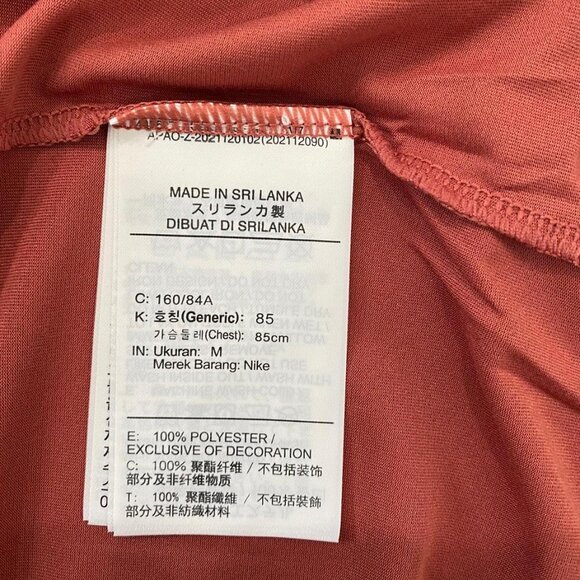 APAO-Z-2021120102(202112090)
MADE IN SRI LANKA
スリランカ製
DIBUAT DI SRILANKA
C: 160/84A
K: 호칭(Generic): 85
가슴둘레(Chest): 85cm
IN: Ukuran: M
Merek Barang: Nike
E: 100% POLYESTER /
EXCLUSIVE OF DECORATION
C: 100% 聚酯纤维 / 不包括装饰
部分及非纤维物质
T: 100% 聚酯纖維 / 不包括裝飾
部分及非紡織材料